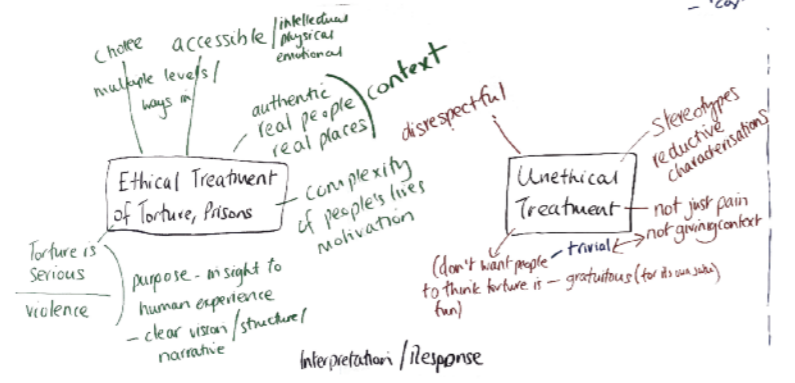 choice
accessible / intellectual
physical
emotional
multiple levels /
ways in
authentic
real people
real places
context
Ethical Treatment
of Torture, Prisons
complexity
of people's lives
motivation
Torture is
serious
violence
purpose - insight to
human experience
- clear vision / structure /
narrative
disrespectful
Stereotypes
reductive
characterisations
Unethical
Treatment
not just pain
not giving context
trivial
(don't want people
to think torture is
fun)
gratuitous (for its own sake)
Interpretation / Response